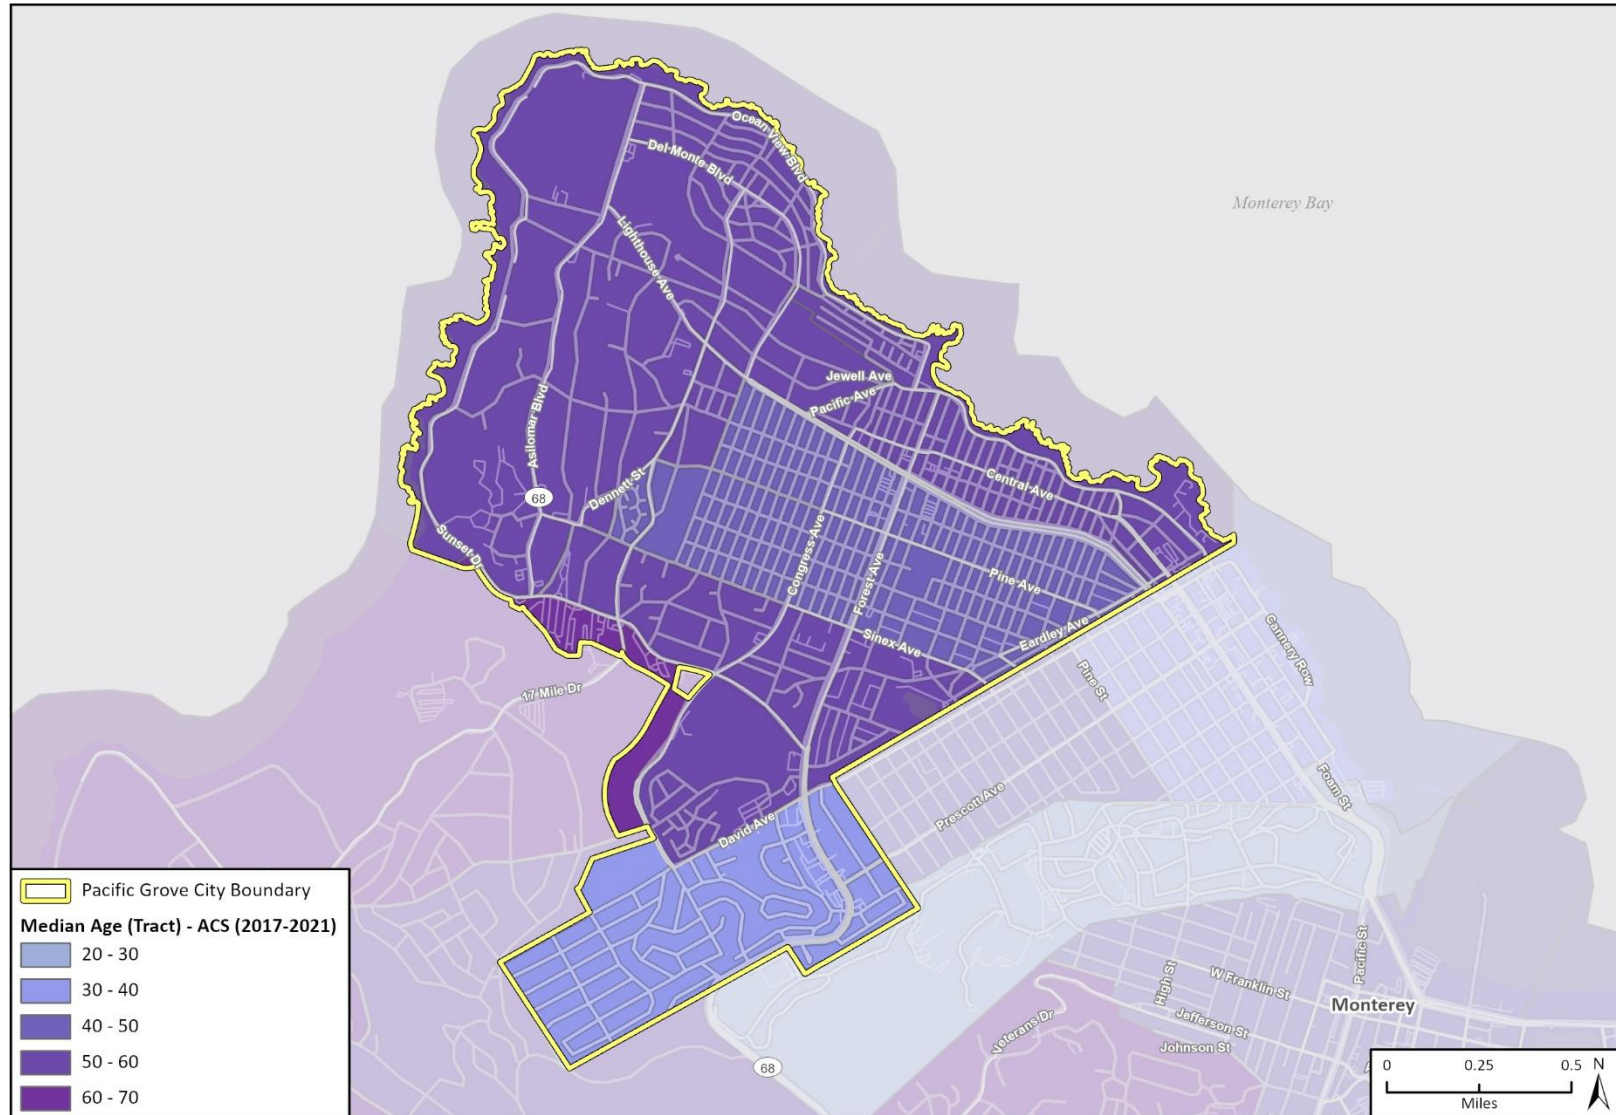 Ocean View Blvd
Del Monte Blvd
Monterey Bay
Lighthouse Ave
Jewell Ave
Pacific Ave
Asilomar Blvd
Central Ave
Dennett St
68
Sunset Dr
Congress Ave
Forest Ave
Pine Ave
Sinex Ave
Eardley Ave
Cannery Row
Pine St
17 Mile Dr
Foam St
Prescott Ave
David Ave
Pacific St
High St
W Franklin St
Monterey
Jefferson St
Johnson St
Veterans Dr
68
Pacific Grove City Boundary
Median Age (Tract) - ACS (2017-2021)
20 - 30
30 - 40
40 - 50
50 - 60
60 - 70
0 0.25 0.5 N
Miles